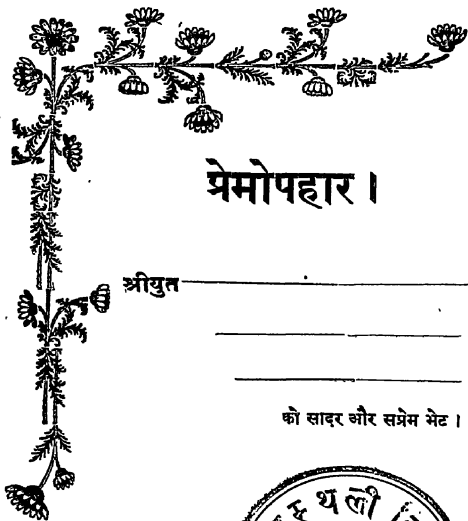 प्रेमोपहार ।
श्रीयुत
को सादर और सप्रेम भेट ।